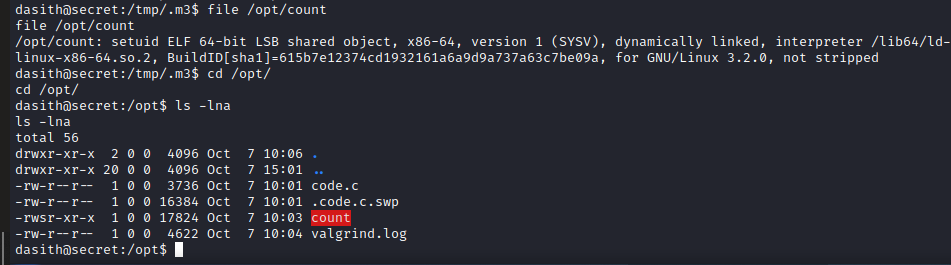 dasith@secret:/tmp/.m3$ file /opt/count
file /opt/count
/opt/count: setuid ELF 64-bit LSB shared object, x86-64, version 1 (SYSV), dynamically linked, interpreter /lib64/ld-
linux-x86-64.so.2, BuildID[sha1]=615b7e12374cd1932161a6a9d9a737a63c7be09a, for GNU/Linux 3.2.0, not stripped
dasith@secret:/tmp/.m3$ cd /opt/
cd /opt/
dasith@secret:/opt$ ls -lna
ls -lna
total 56
drwxr-xr-x  2 0 0  4096 Oct  7 10:06 .
drwxr-xr-x 20 0 0  4096 Oct  7 15:01 ..
-rw-r--r--  1 0 0  3736 Oct  7 10:01 code.c
-rw-r--r--  1 0 0 16384 Oct  7 10:01 .code.c.swp
-rwsr-xr-x  1 0 0 17824 Oct  7 10:03 count
-rw-r--r--  1 0 0  4622 Oct  7 10:04 valgrind.log
dasith@secret:/opt$